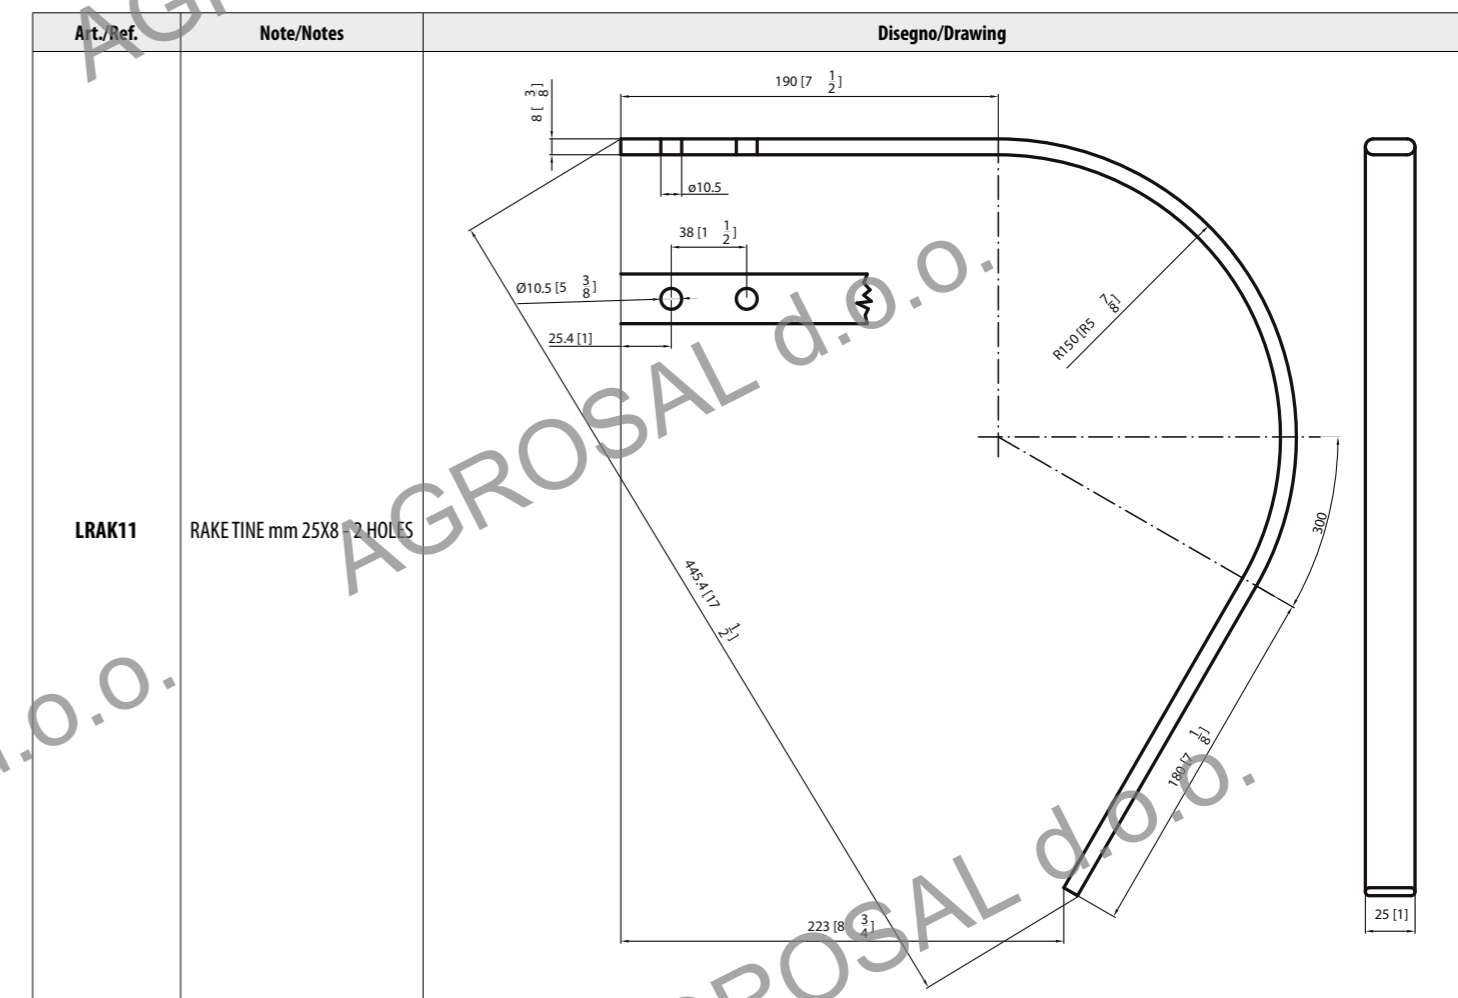 Art./Ref. Note/Notes Disegno/Drawing
190 [7 1/2]
8 [3/8]
ø10.5
38 [1 1/2]
Ø10.5 [5 3/8]
25.4 [1]
R150 [R5 7/8]
LRAK11 RAKE TINE mm 25X8 - 2 HOLES
300
445.4 [17 1/2]
180 [7 1/8]
223 [8 3/4]
25 [1]
AG
AGROSAL d.o.o.
.o.o.
GROSAL d.o.o.